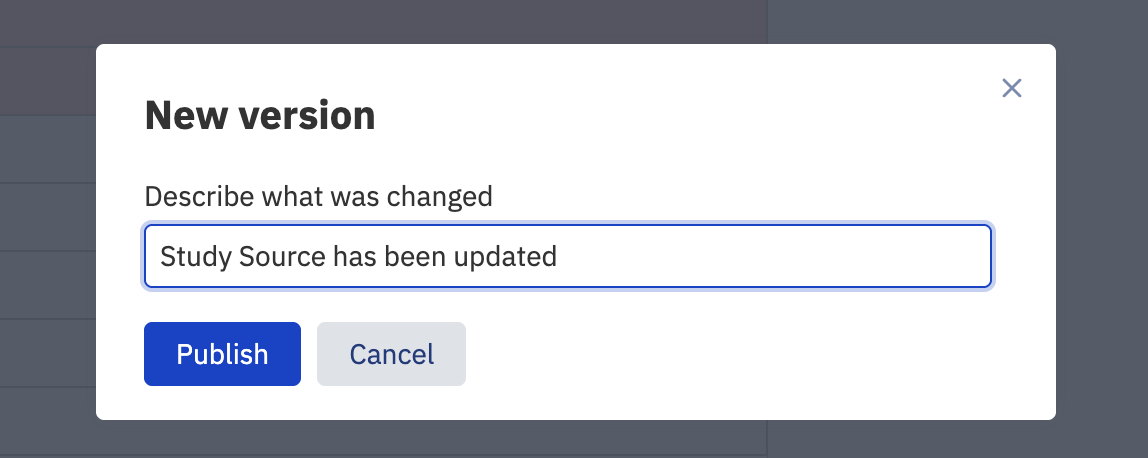 New version
Describe what was changed
Study Source has been updated
Publish
Cancel